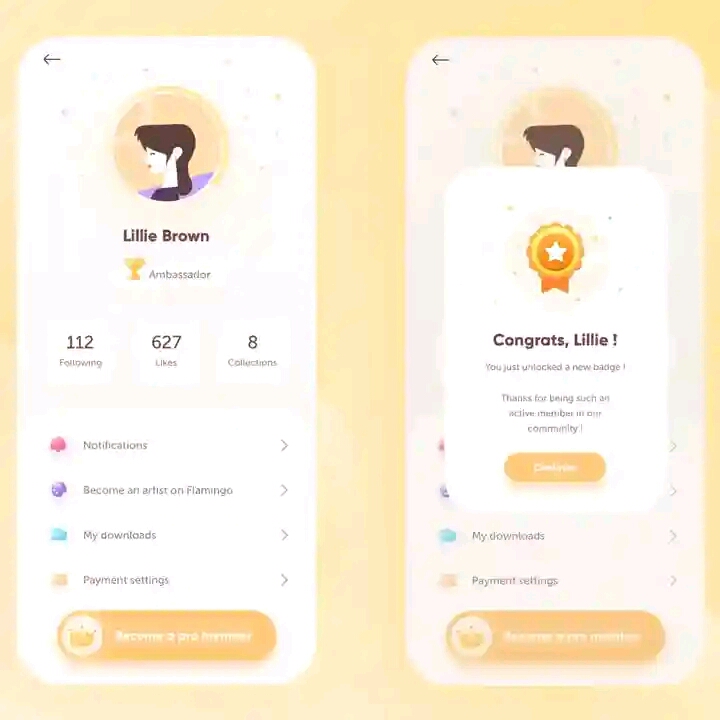 Lillie Brown
Ambassador
112 627 8
Following Likes Collections
Notifications
Become an artist on Flamingo
My downloads
Payment settings
Become a pro member
Congrats, Lillie !
You just unlocked a new badge !
Thanks for being such an
active member in our
community !
Continue
My downloads
Payment settings
Become a pro member